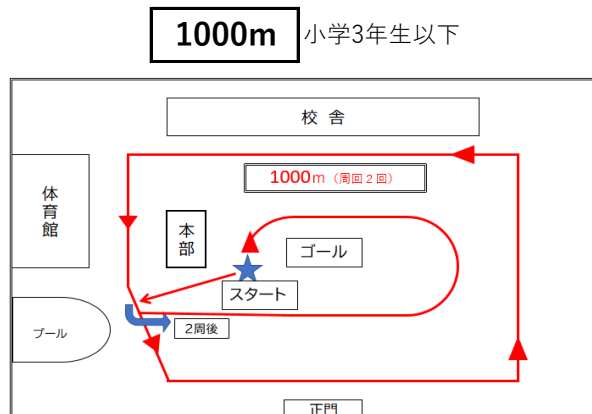 1000m 小学3年生以下
校 舎
1000m（周回２回）
体育館
本部
ゴール
スタート
プール
2周後
正門